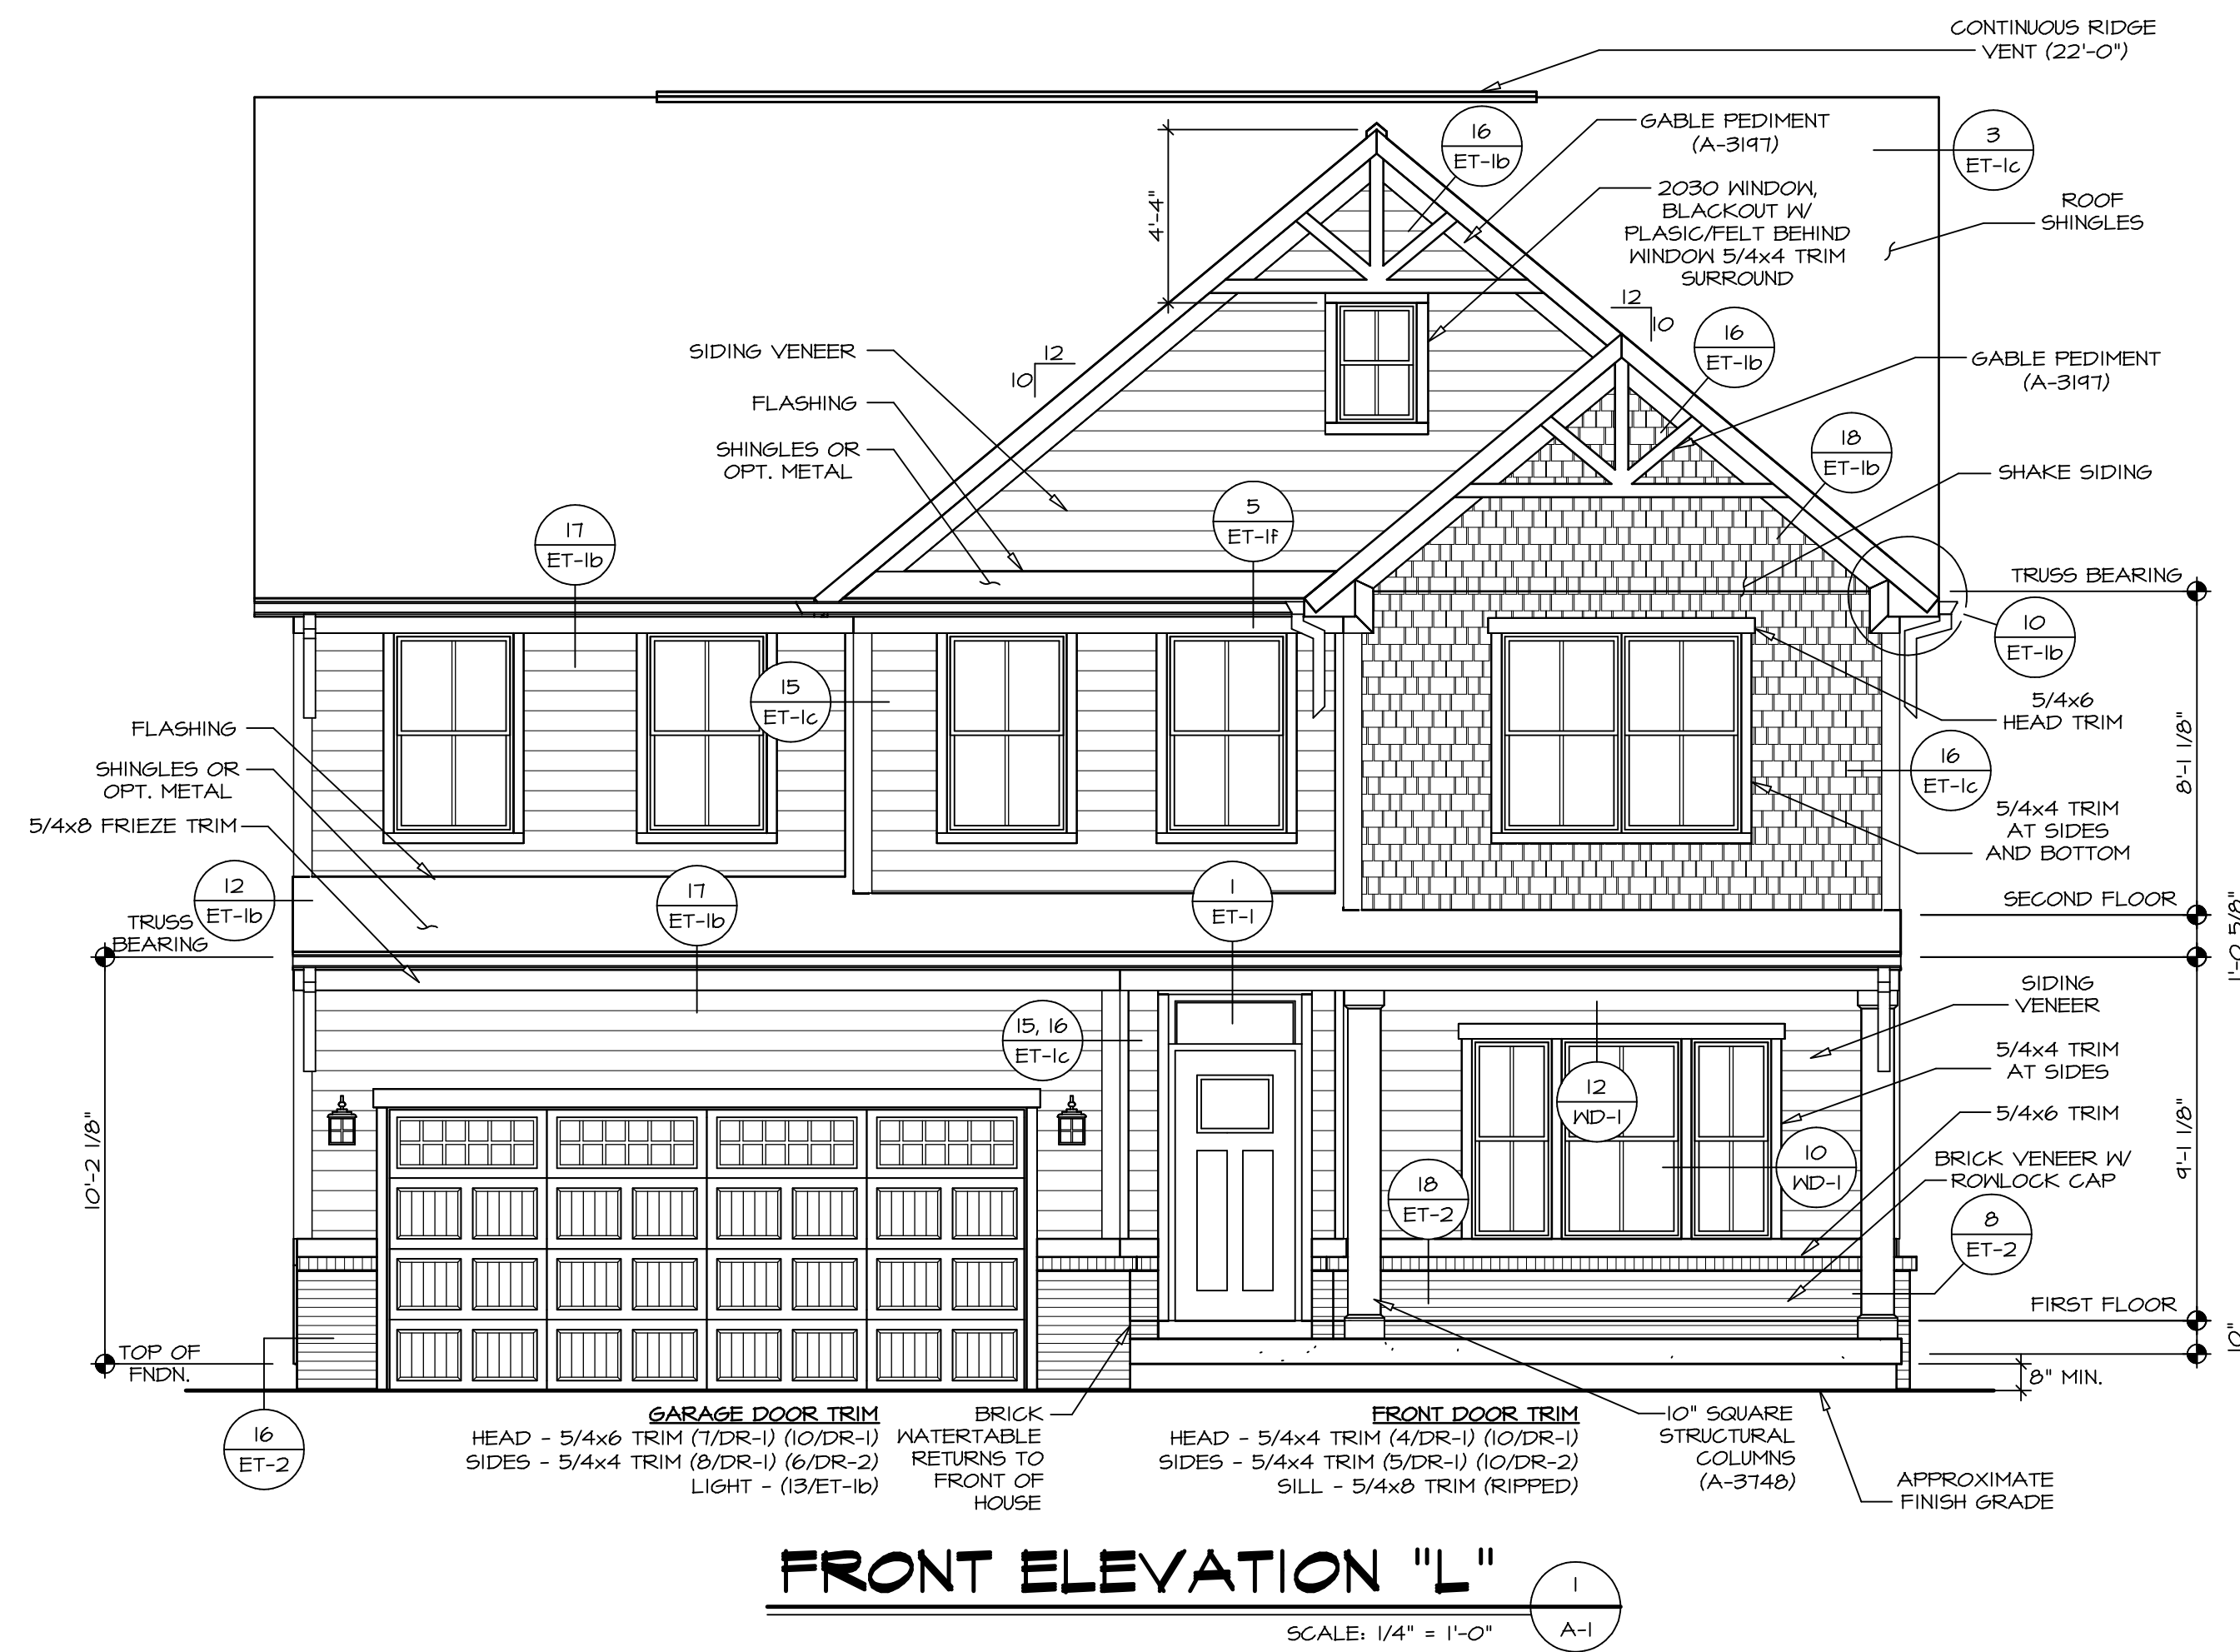 CONTINUOUS RIDGE
VENT (22'-0")
16
ET-1b
GABLE PEDIMENT
(A-3197)
3
ET-1c
2030 WINDOW,
BLACKOUT W/
PLASIC/FELT BEHIND
WINDOW 5/4x4 TRIM
SURROUND
ROOF
SHINGLES
4'-4"
12
10
16
ET-1b
GABLE PEDIMENT
(A-3197)
SIDING VENEER
12
10
FLASHING
SHINGLES OR
OPT. METAL
18
ET-1b
SHAKE SIDING
17
ET-1b
5
ET-1f
TRUSS BEARING
10
ET-1b
15
ET-1c
5/4x6
HEAD TRIM
8'-1 1/8"
FLASHING
SHINGLES OR
OPT. METAL
5/4x8 FRIEZE TRIM
16
ET-1c
5/4x4 TRIM
AT SIDES
AND BOTTOM
12
ET-1b
17
ET-1b
1
ET-1
SECOND FLOOR
TRUSS
BEARING
1'-0 5/8"
SIDING
VENEER
15, 16
ET-1c
5/4x4 TRIM
AT SIDES
12
WD-1
5/4x6 TRIM
10'-2 1/8"
9'-1 1/8"
10
WD-1
BRICK VENEER W/
ROWLOCK CAP
18
ET-2
8
ET-2
FIRST FLOOR
10"
TOP OF
FNDN.
8" MIN.
16
ET-2
GARAGE DOOR TRIM
HEAD - 5/4x6 TRIM (7/DR-1) (10/DR-1)
SIDES - 5/4x4 TRIM (8/DR-1) (6/DR-2)
LIGHT - (13/ET-1b)
BRICK
WATERTABLE
RETURNS TO
FRONT OF
HOUSE
FRONT DOOR TRIM
HEAD - 5/4x4 TRIM (4/DR-1) (10/DR-1)
SIDES - 5/4x4 TRIM (5/DR-1) (10/DR-2)
SILL - 5/4x8 TRIM (RIPPED)
10" SQUARE
STRUCTURAL
COLUMNS
(A-3748)
APPROXIMATE
FINISH GRADE
FRONT ELEVATION "L"
1
A-1
SCALE: 1/4" = 1'-0"